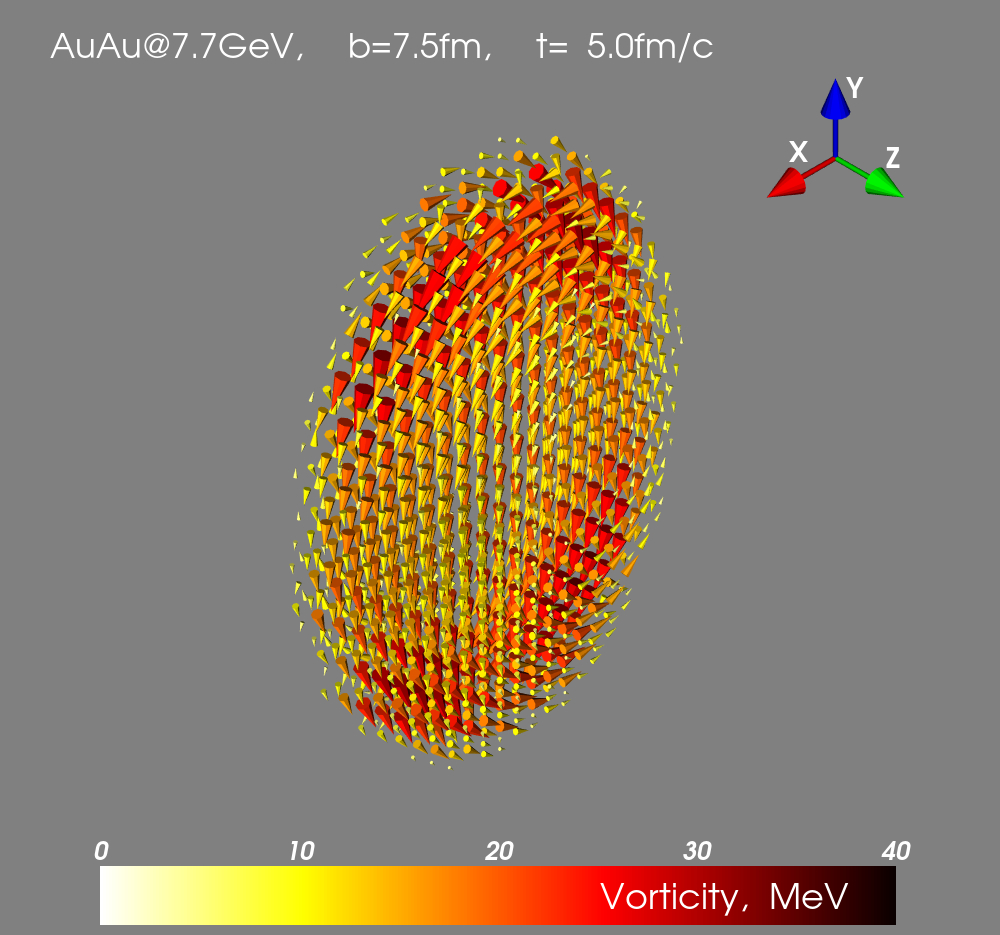 AuAu@7.7GeV, b=7.5fm, t= 5.0fm/c
Y
X Z
0 10 20 30 40
Vorticity, MeV